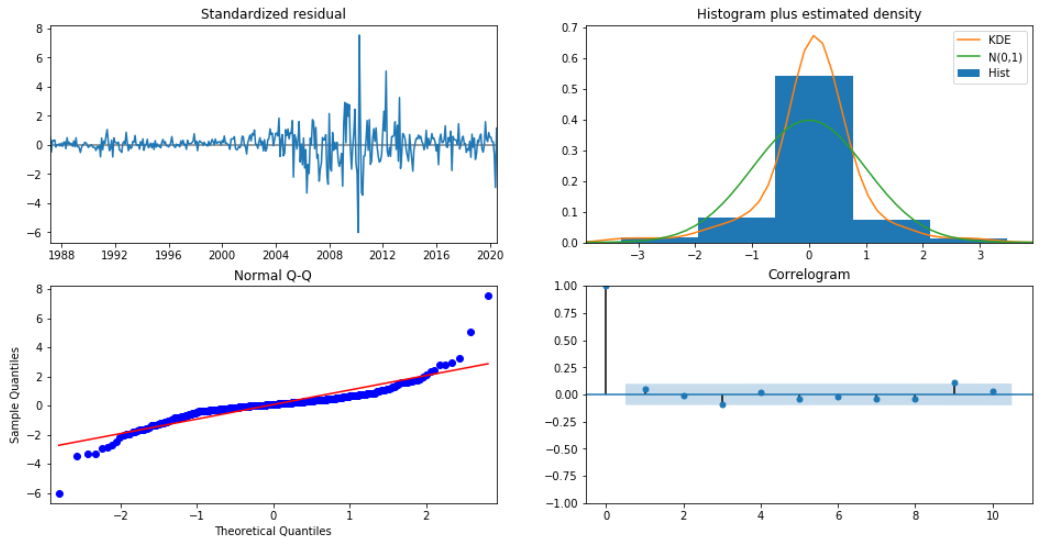 Standardized residual
8
6
4
2
0
−2
−4
−6
1988 1992 1996 2000 2004 2008 2012 2016 2020
Histogram plus estimated density
0.7
0.6
0.5
0.4
0.3
0.2
0.1
0.0
KDE
N(0,1)
Hist
−3 −2 −1 0 1 2 3
Normal Q-Q
Sample Quantiles
8
6
4
2
0
−2
−4
−6
−2 −1 0 1 2
Theoretical Quantiles
Correlogram
1.00
0.75
0.50
0.25
0.00
−0.25
−0.50
−0.75
−1.00
0 2 4 6 8 10